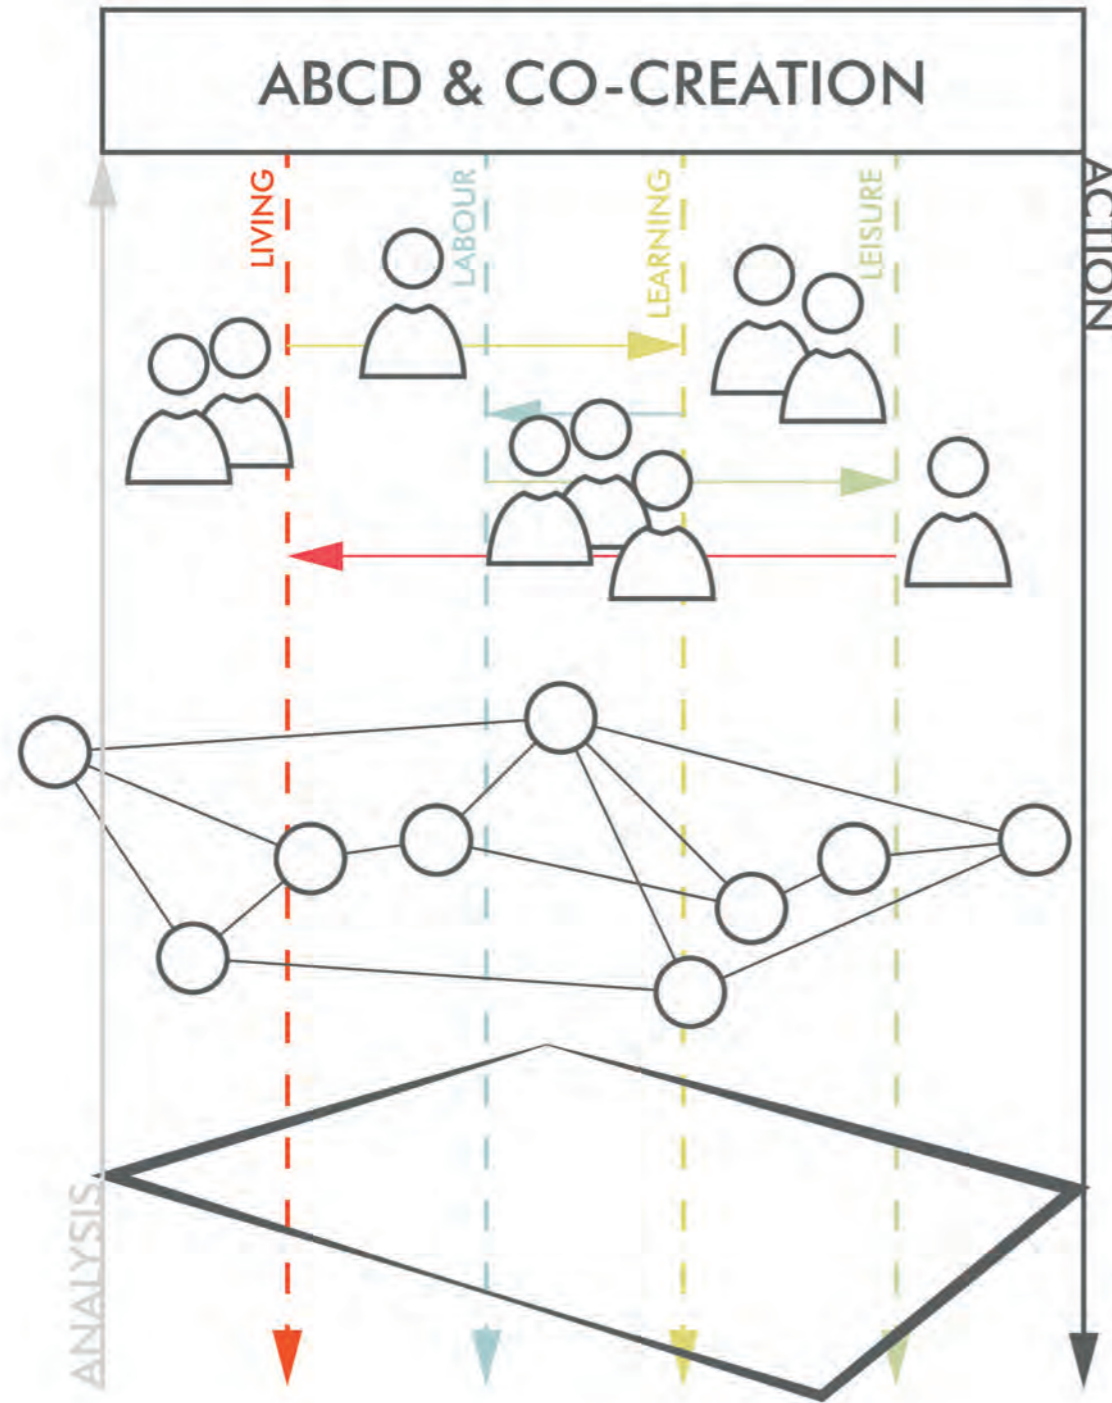 ABCD & CO-CREATION
LIVING
LABOUR
LEARNING
LEISURE
ACTION
ANALYSIS